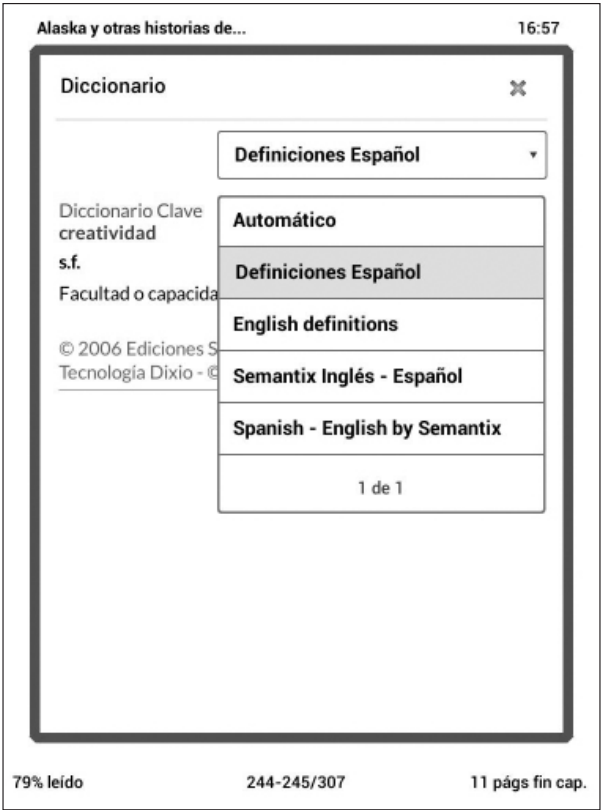 Alaska y otras historias de... 16:57
Diccionario
Definiciones Español
Diccionario Clave
creatividad
s.f.
Facultad o capacida
© 2006 Ediciones S
Tecnología Dixio - ©
Automático
Definiciones Español
English definitions
Semantix Inglés - Español
Spanish - English by Semantix
1 de 1
79% leído 244-245/307 11 págs fin cap.